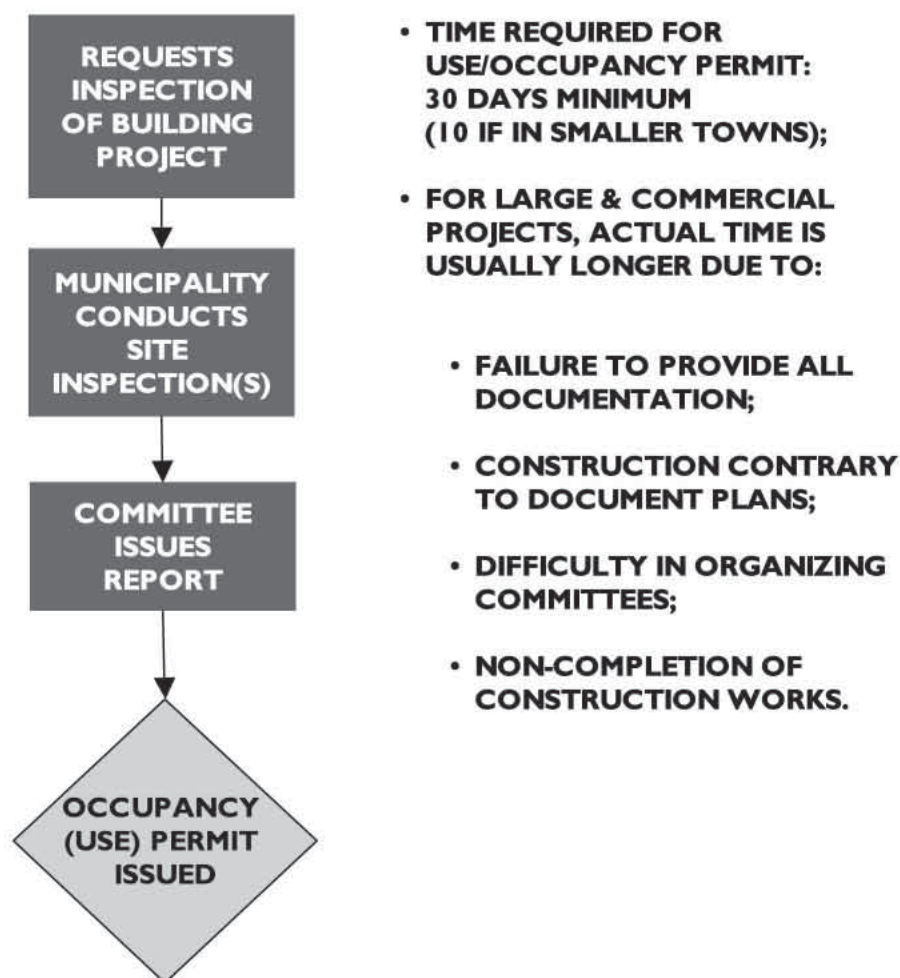 REQUESTS
INSPECTION
OF BUILDING
PROJECT
MUNICIPALITY
CONDUCTS
SITE
INSPECTION(S)
COMMITTEE
ISSUES
REPORT
OCCUPANCY
(USE) PERMIT
ISSUED
• TIME REQUIRED FOR
USE/OCCUPANCY PERMIT:
30 DAYS MINIMUM
(10 IF IN SMALLER TOWNS);
• FOR LARGE & COMMERCIAL
PROJECTS, ACTUAL TIME IS
USUALLY LONGER DUE TO:
• FAILURE TO PROVIDE ALL
DOCUMENTATION;
• CONSTRUCTION CONTRARY
TO DOCUMENT PLANS;
• DIFFICULTY IN ORGANIZING
COMMITTEES;
• NON-COMPLETION OF
CONSTRUCTION WORKS.